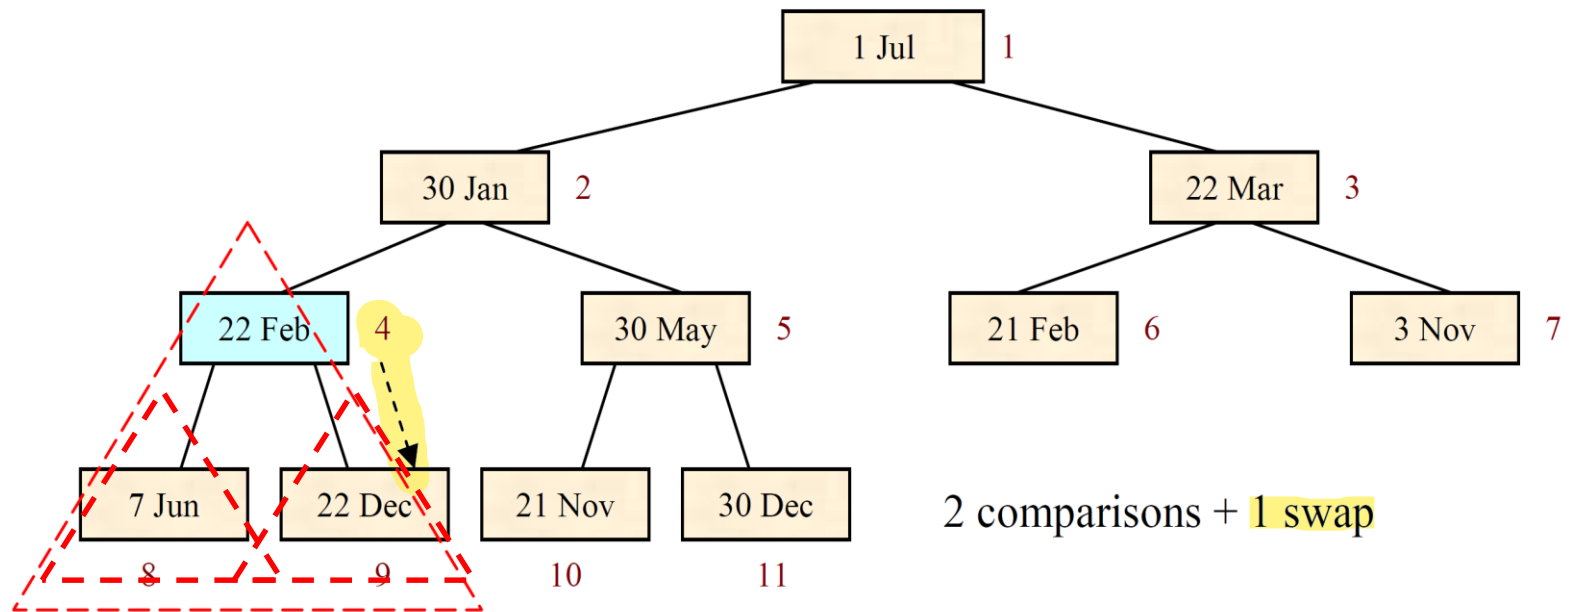 1 Jul 1
30 Jan 2
22 Mar 3
22 Feb 4
30 May 5
21 Feb 6
3 Nov 7
7 Jun
22 Dec
21 Nov
30 Dec
2 comparisons + 1 swap
8
9
10
11